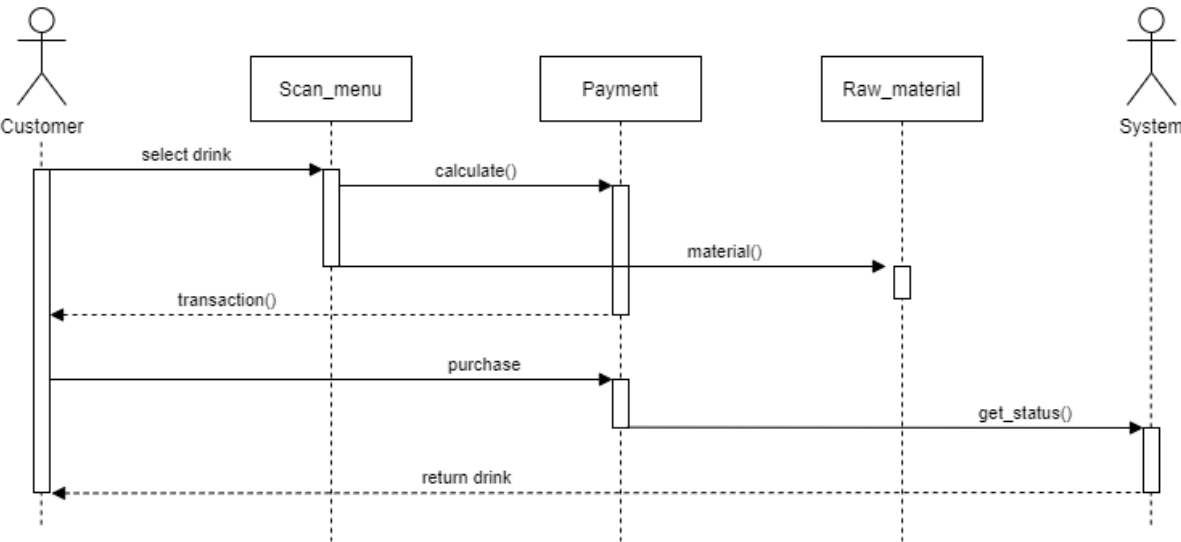 Scan_menu
Payment
Raw_material
Customer
System
select drink
calculate()
material()
transaction()
purchase
get_status()
return drink